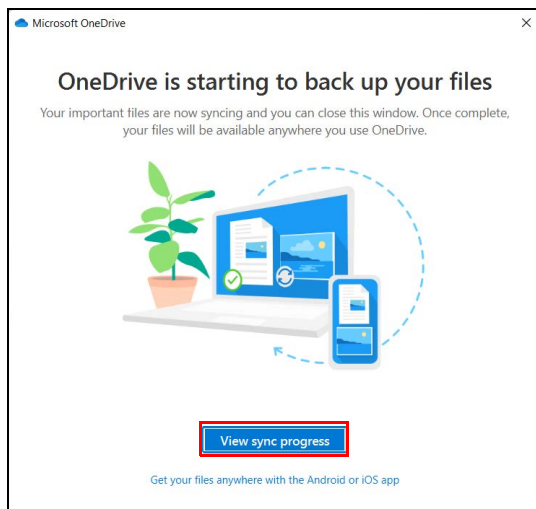 Microsoft OneDrive
OneDrive is starting to back up your files
Your important files are now syncing and you can close this window. Once complete,
your files will be available anywhere you use OneDrive.
View sync progress
Get your files anywhere with the Android or iOS app